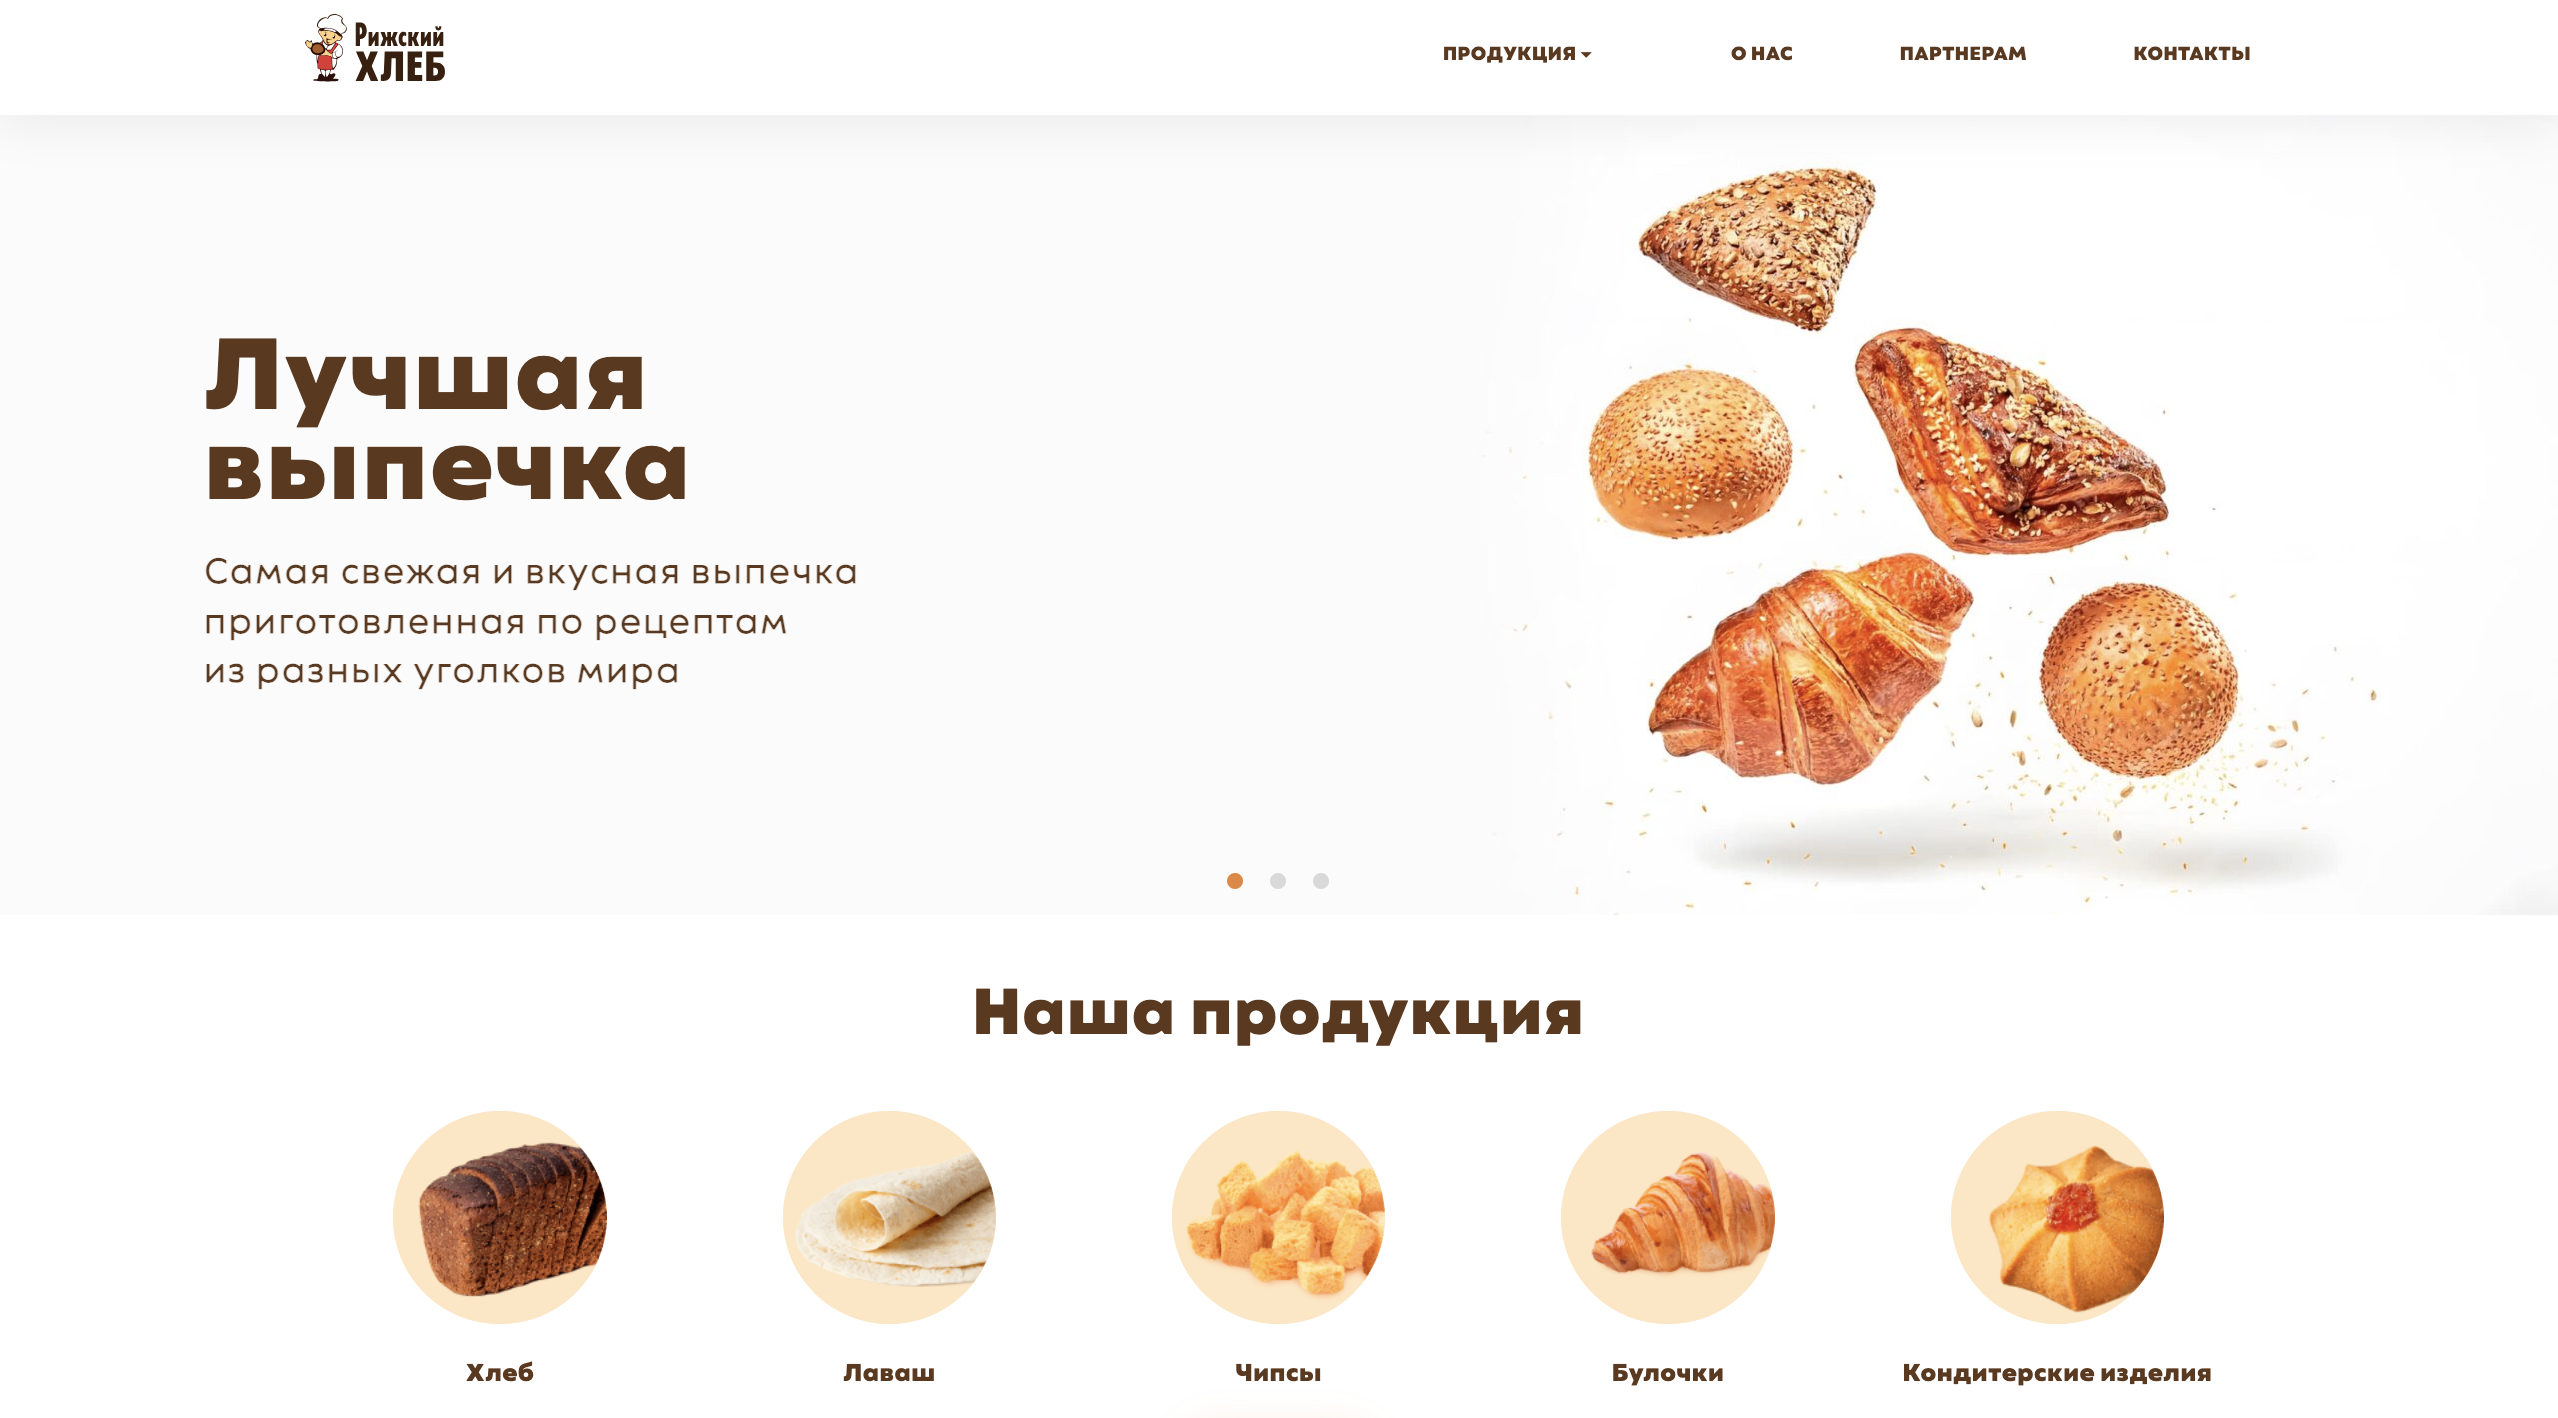 Рижский
ХЛЕБ
ПРОДУКЦИЯ
О НАС
ПАРТНЕРАМ
КОНТАКТЫ
Лучшая
выпечка
Самая свежая и вкусная выпечка
приготовленная по рецептам
из разных уголков мира
Наша продукция
Хлеб
Лаваш
Чипсы
Булочки
Кондитерские изделия